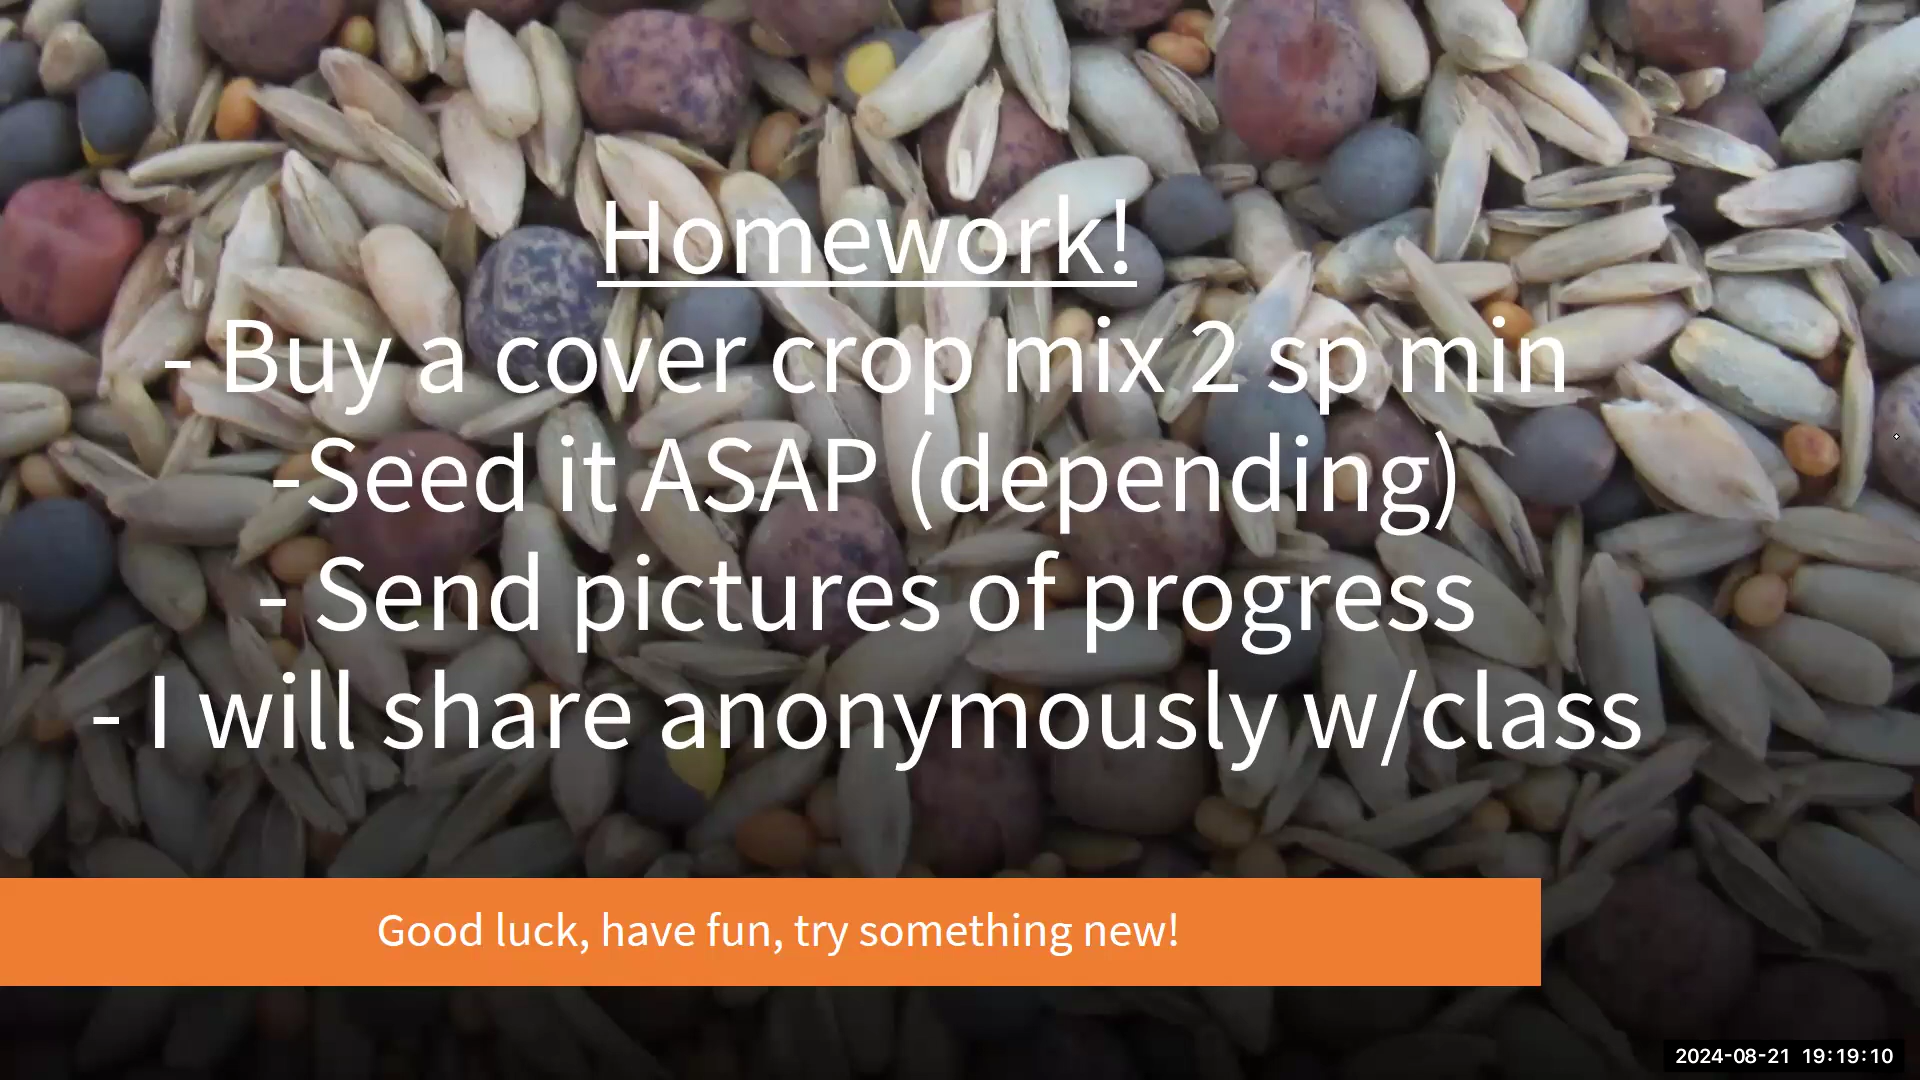 Homework!
- Buy a cover crop mix 2 sp min
-Seed it ASAP (depending)
- Send pictures of progress
- I will share anonymously w/class
Good luck, have fun, try something new!
2024-08-21 19:19:10